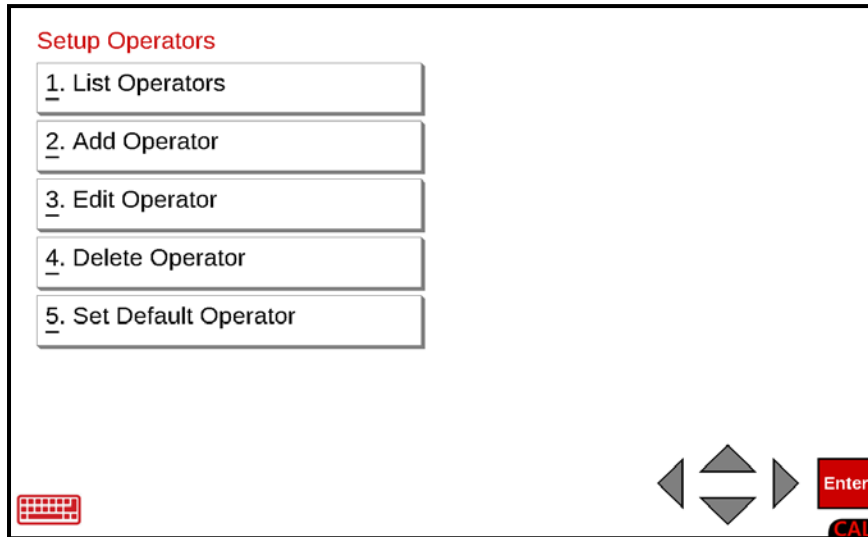 Setup Operators
1. List Operators
2. Add Operator
3. Edit Operator
4. Delete Operator
5. Set Default Operator
Enter